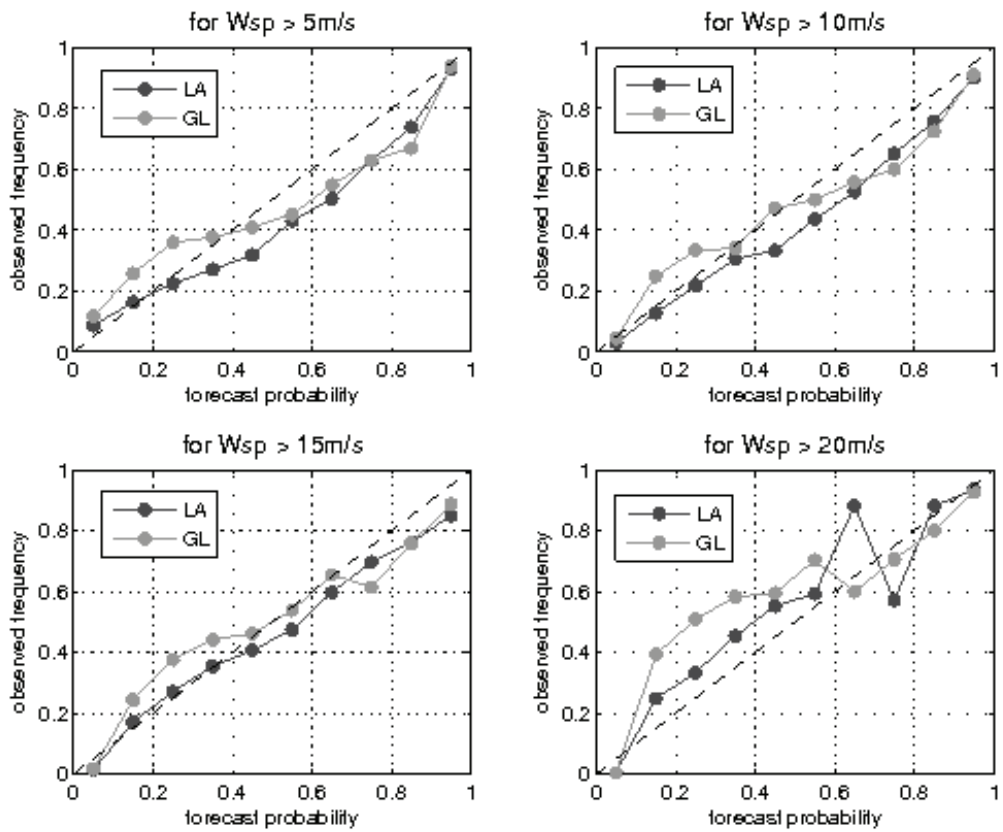 for Wsp > 5m/s
1
0.8
0.6
0.4
0.2
0
observed frequency
LA
GL
0 0.2 0.4 0.6 0.8 1
forecast probability
for Wsp > 10m/s
1
0.8
0.6
0.4
0.2
0
observed frequency
LA
GL
0 0.2 0.4 0.6 0.8 1
forecast probability
for Wsp > 15m/s
1
0.8
0.6
0.4
0.2
0
observed frequency
LA
GL
0 0.2 0.4 0.6 0.8 1
forecast probability
for Wsp > 20m/s
1
0.8
0.6
0.4
0.2
0
observed frequency
LA
GL
0 0.2 0.4 0.6 0.8 1
forecast probability